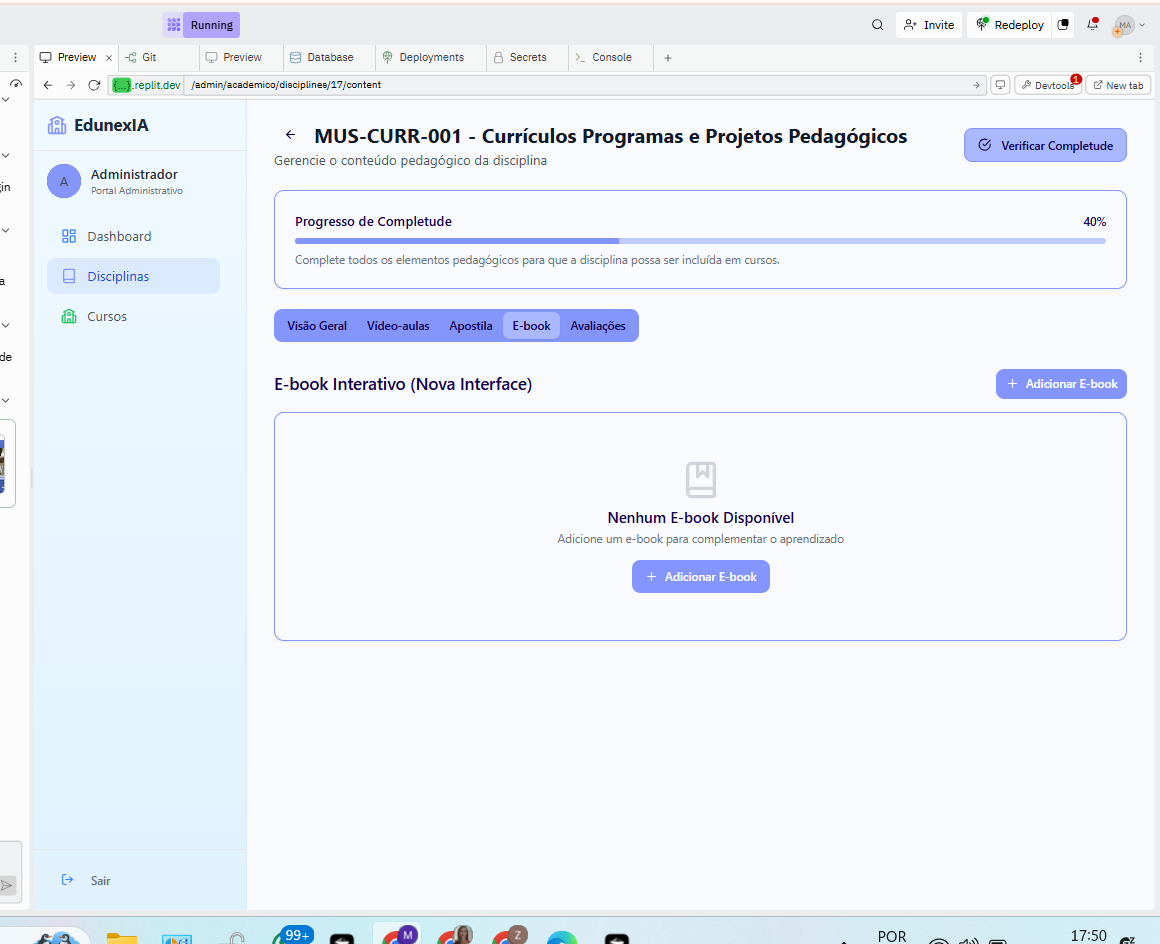 Running
Invite
Redeploy
MA
Preview
Git
Preview
Database
Deployments
Secrets
Console
{...}.replit.dev
/admin/academico/disciplines/17/content
Devtools
1
New tab
gin
a
de
EdunexIA
A
Administrador
Portal Administrativo
Dashboard
Disciplinas
Cursos
Sair
MUS-CURR-001 - Currículos Programas e Projetos Pedagógicos
Gerencie o conteúdo pedagógico da disciplina
Verificar Completude
Progresso de Completude
40%
Complete todos os elementos pedagógicos para que a disciplina possa ser incluída em cursos.
Visão Geral
Vídeo-aulas
Apostila
E-book
Avaliações
E-book Interativo (Nova Interface)
+ Adicionar E-book
Nenhum E-book Disponível
Adicione um e-book para complementar o aprendizado
+ Adicionar E-book
99+
M
Z
POR
17:50